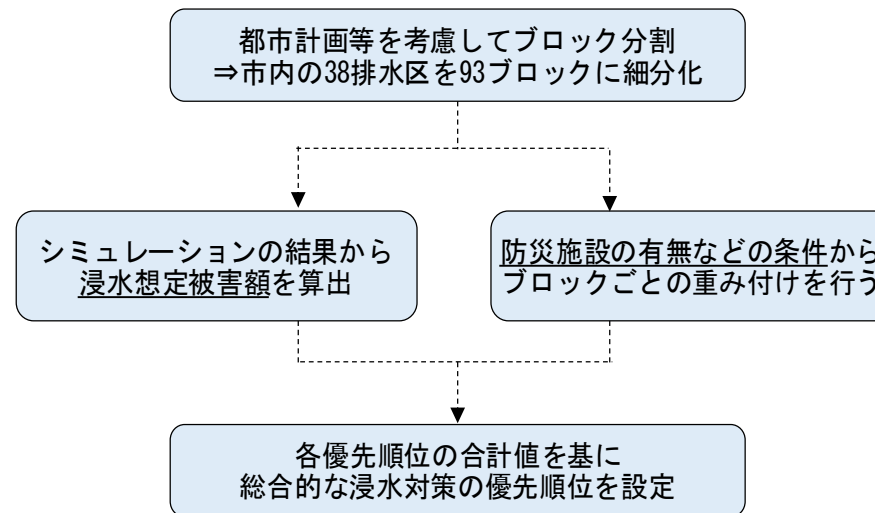 都市計画等を考慮してブロック分割
⇒市内の38排水区を93ブロックに細分化
シミュレーションの結果から
浸水想定被害額を算出
防災施設の有無などの条件から
ブロックごとの重み付けを行う
各優先順位の合計値を基に
総合的な浸水対策の優先順位を設定